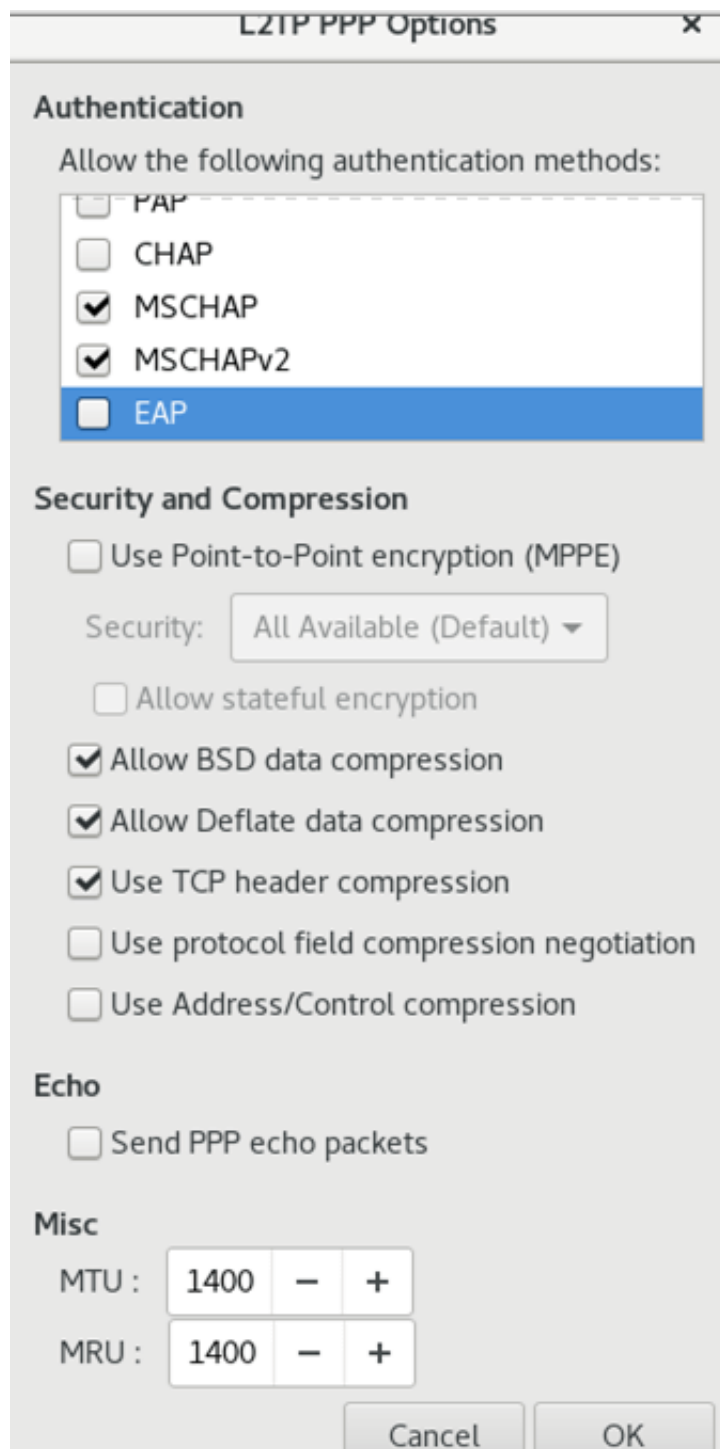 L2TP PPP Options ×
Authentication
Allow the following authentication methods:
PAP
CHAP
MSCHAP
MSCHAPv2
EAP
Security and Compression
Use Point-to-Point encryption (MPPE)
Security: All Available (Default)
Allow stateful encryption
Allow BSD data compression
Allow Deflate data compression
Use TCP header compression
Use protocol field compression negotiation
Use Address/Control compression
Echo
Send PPP echo packets
Misc
MTU : 1400 − +
MRU : 1400 − +
Cancel OK